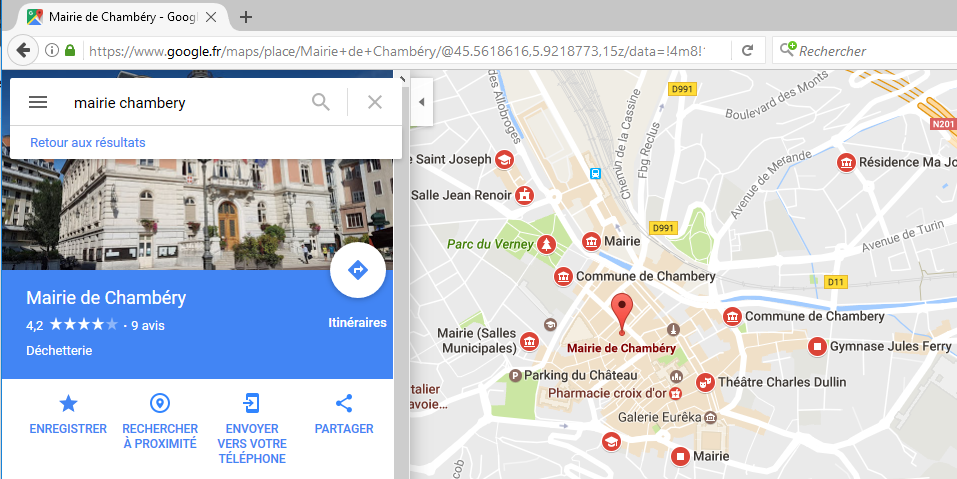 Mairie de Chambéry - Goog
https://www.google.fr/maps/place/Mairie+de+Chambéry/@45.5618616,5.9218773,15z/data=!4m8!
Rechercher
mairie chambery
Retour aux résultats
Mairie de Chambéry
4,2 ★★★★★ · 9 avis
Déchetterie
Itinéraires
ENREGISTRER
RECHERCHER
À PROXIMITÉ
ENVOYER
VERS VOTRE
TÉLÉPHONE
PARTAGER
des Allobroges
Chemin de la Cassine
Fbg Reclus
D991
Boulevard des Monts
N201
Avenue de Merande
Résidence Ma Jo
e Saint Joseph
Salle Jean Renoir
Parc du Verney
Mairie
D991
Avenue de Turin
Commune de Chambery
D11
Commune de Chambery
Mairie (Salles
Municipales)
Mairie de Chambéry
Gymnase Jules Ferry
Parking du Château
Théâtre Charles Dullin
italier
avoie...
Pharmacie croix d'or
Galerie Eurêka
Mairie
cob